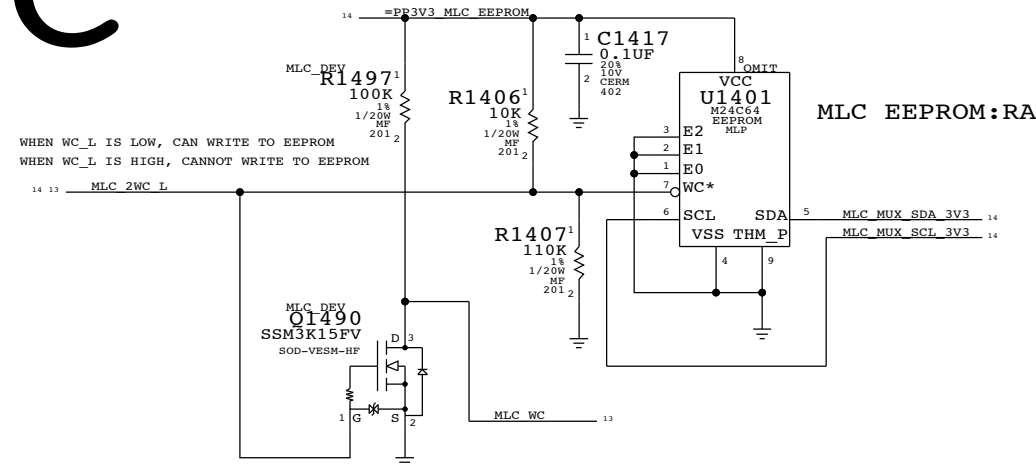 14 =PP3V3_MLC_EEPROM
MLC_DEV
R1497 1
100K
1%
1/20W
MF
201 2
R1406 1
10K
1%
1/20W
MF
201 2
1 C1417
0.1UF
20%
10V
2 CERM
402
8 OMIT
VCC
U1401
M24C64
EEPROM
MLP
MLC EEPROM:RA
3 E2
2 E1
1 E0
7 WC*
6 SCL SDA 5
VSS THM_P
4 9
MLC_MUX_SDA_3V3 14
MLC_MUX_SCL_3V3 14
WHEN WC_L IS LOW, CAN WRITE TO EEPROM
WHEN WC_L IS HIGH, CANNOT WRITE TO EEPROM
14 13 MLC_2WC_L
R1407 1
110K
1%
1/20W
MF
201 2
MLC_DEV
Q1490
SSM3K15FV
SOD-VESM-HF
D 3
1 G S 2
MLC_WC 13